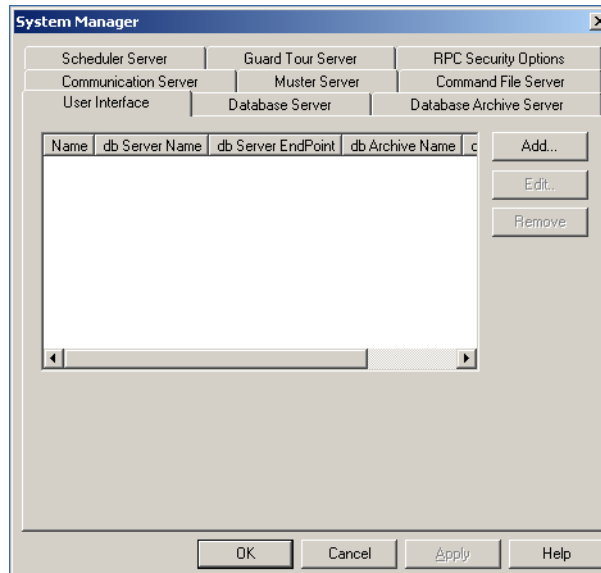 System Manager
Scheduler Server Guard Tour Server RPC Security Options
Communication Server Muster Server Command File Server
User Interface Database Server Database Archive Server
Name db Server Name db Server EndPoint db Archive Name Add...
Edit..
Remove
OK Cancel Apply Help